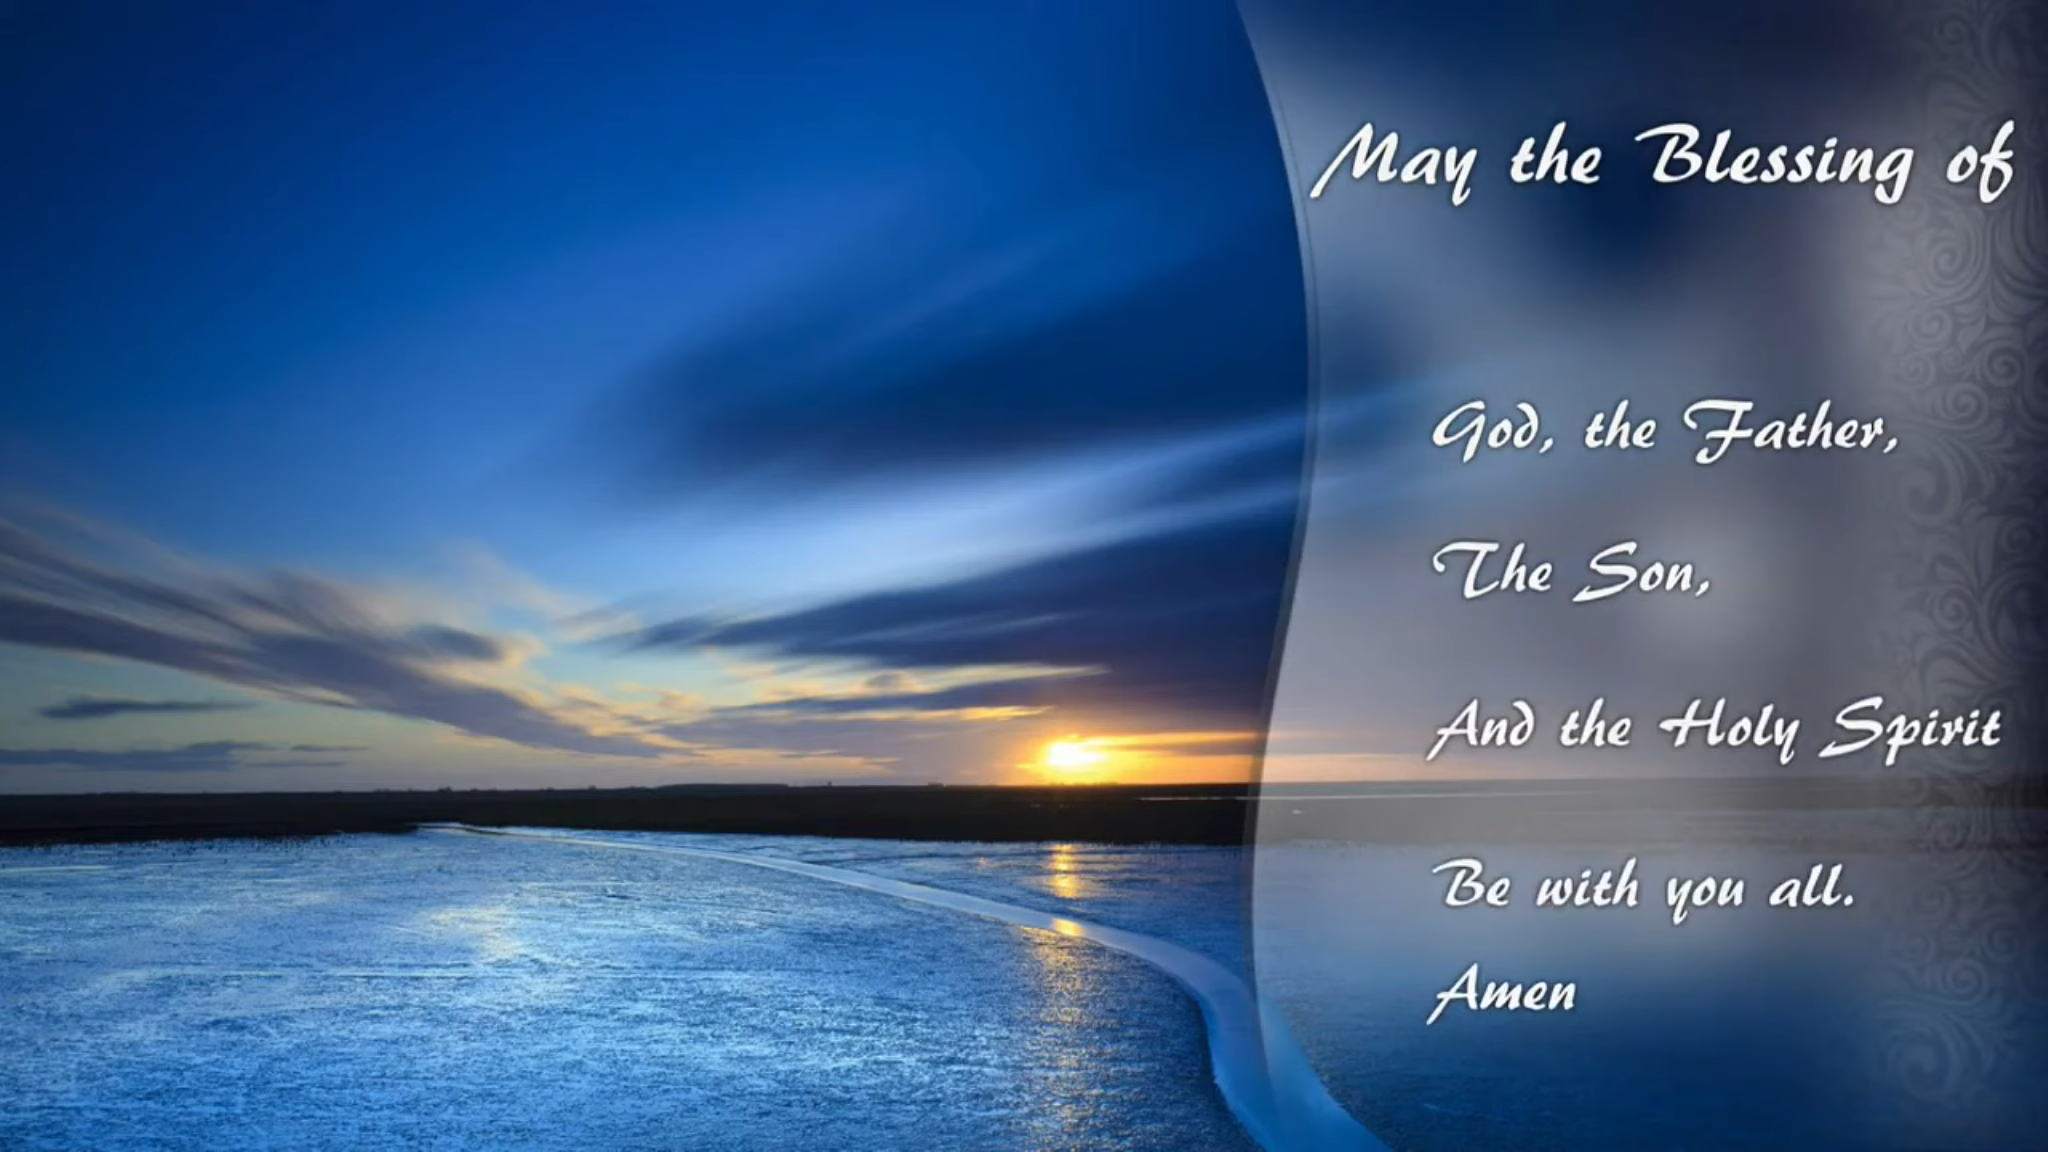 May the Blessing of
God, the Father,
The Son,
And the Holy Spirit
Be with you all.
Amen